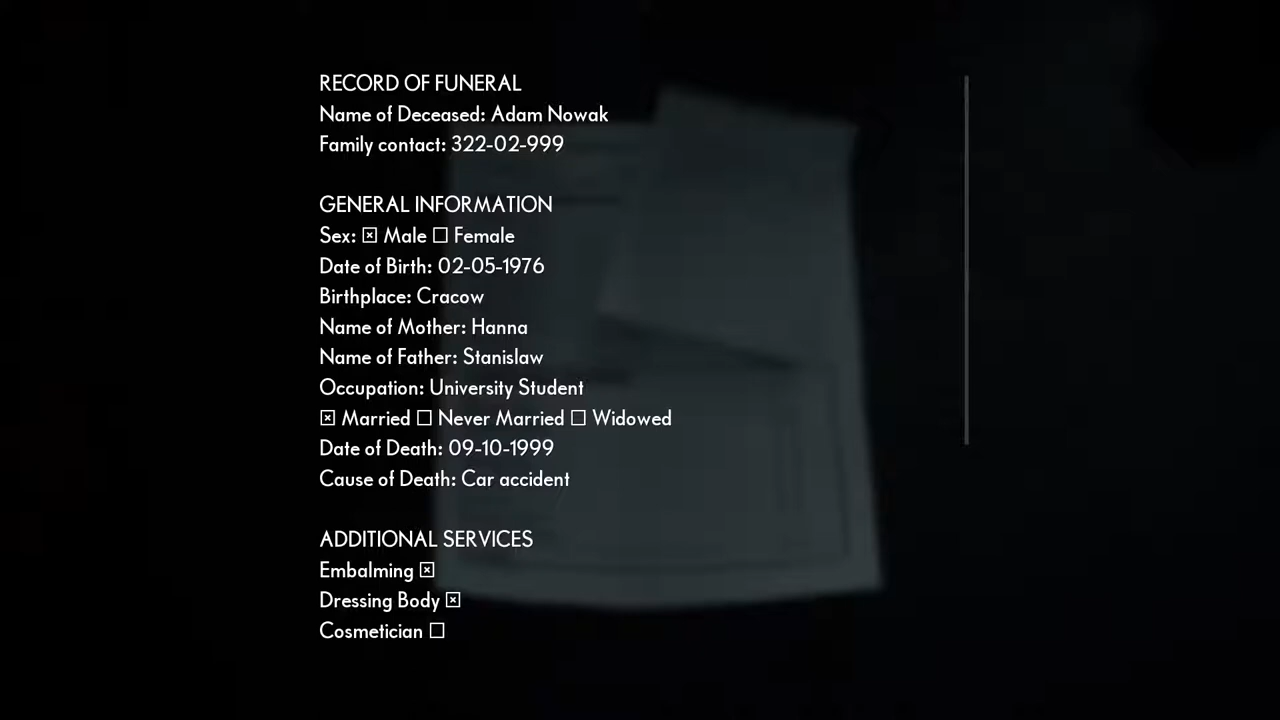 RECORD OF FUNERAL
Name of Deceased: Adam Nowak
Family contact: 322-02-999
GENERAL INFORMATION
Sex: ☒ Male ☐ Female
Date of Birth: 02-05-1976
Birthplace: Cracow
Name of Mother: Hanna
Name of Father: Stanislaw
Occupation: University Student
☒ Married ☐ Never Married ☐ Widowed
Date of Death: 09-10-1999
Cause of Death: Car accident
ADDITIONAL SERVICES
Embalming ☒
Dressing Body ☒
Cosmetician ☐